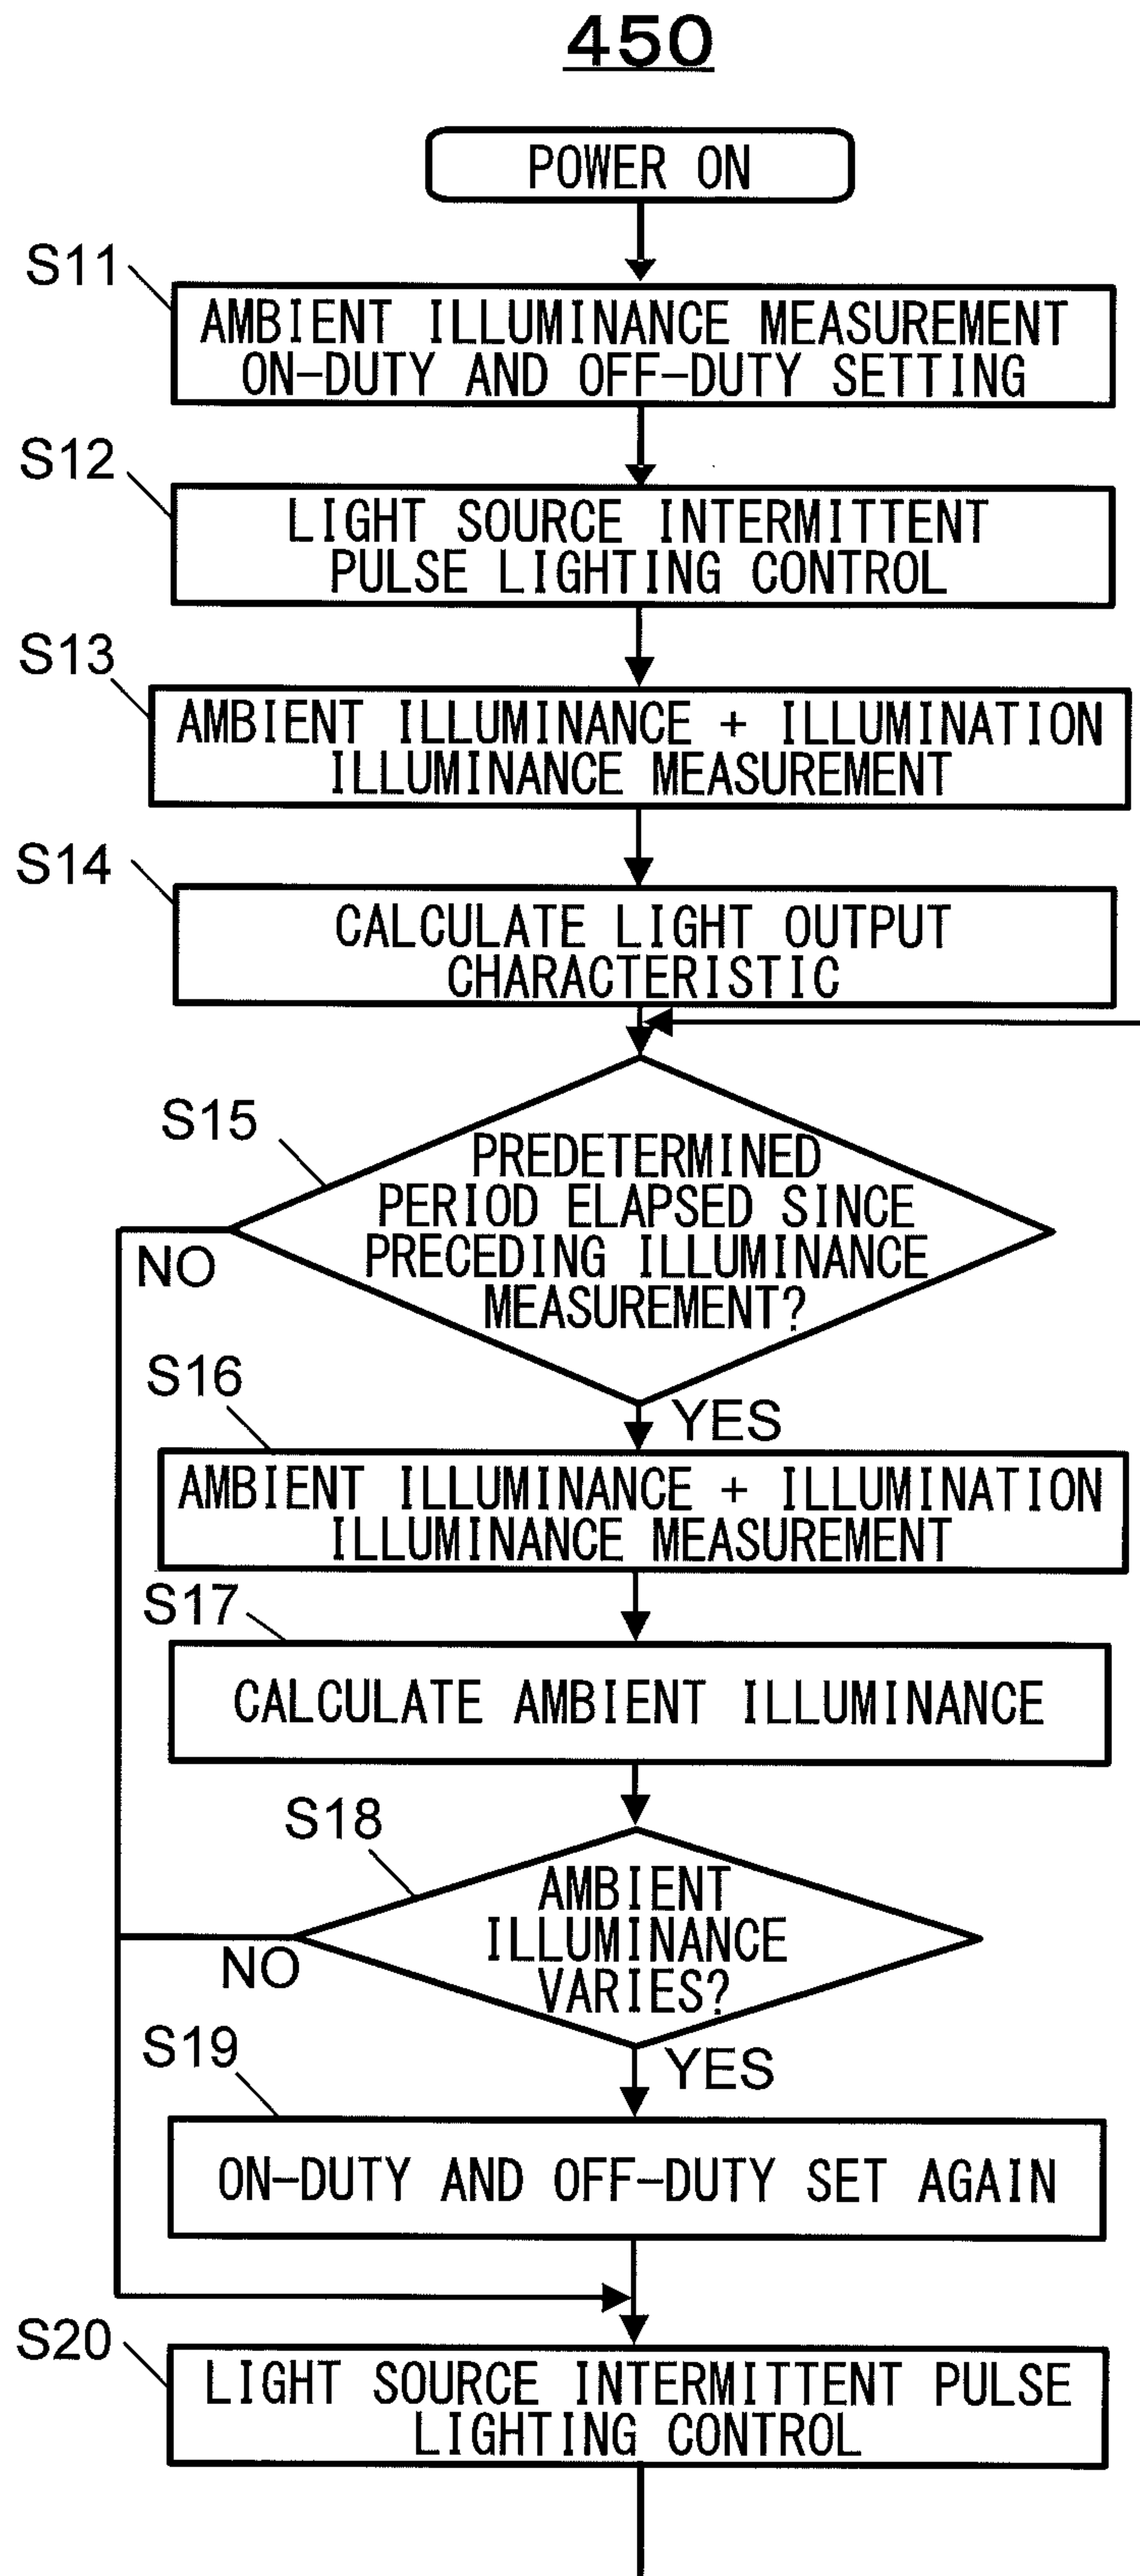 450
POWER ON
S11
AMBIENT ILLUMINANCE MEASUREMENT
ON-DUTY AND OFF-DUTY SETTING
S12
LIGHT SOURCE INTERMITTENT
PULSE LIGHTING CONTROL
S13
AMBIENT ILLUMINANCE + ILLUMINATION
ILLUMINANCE MEASUREMENT
S14
CALCULATE LIGHT OUTPUT
CHARACTERISTIC
S15
PREDETERMINED
PERIOD ELAPSED SINCE
PRECEDING ILLUMINANCE
MEASUREMENT?
NO
YES
S16
AMBIENT ILLUMINANCE + ILLUMINATION
ILLUMINANCE MEASUREMENT
S17
CALCULATE AMBIENT ILLUMINANCE
S18
AMBIENT
ILLUMINANCE
VARIES?
NO
YES
S19
ON-DUTY AND OFF-DUTY SET AGAIN
S20
LIGHT SOURCE INTERMITTENT PULSE
LIGHTING CONTROL